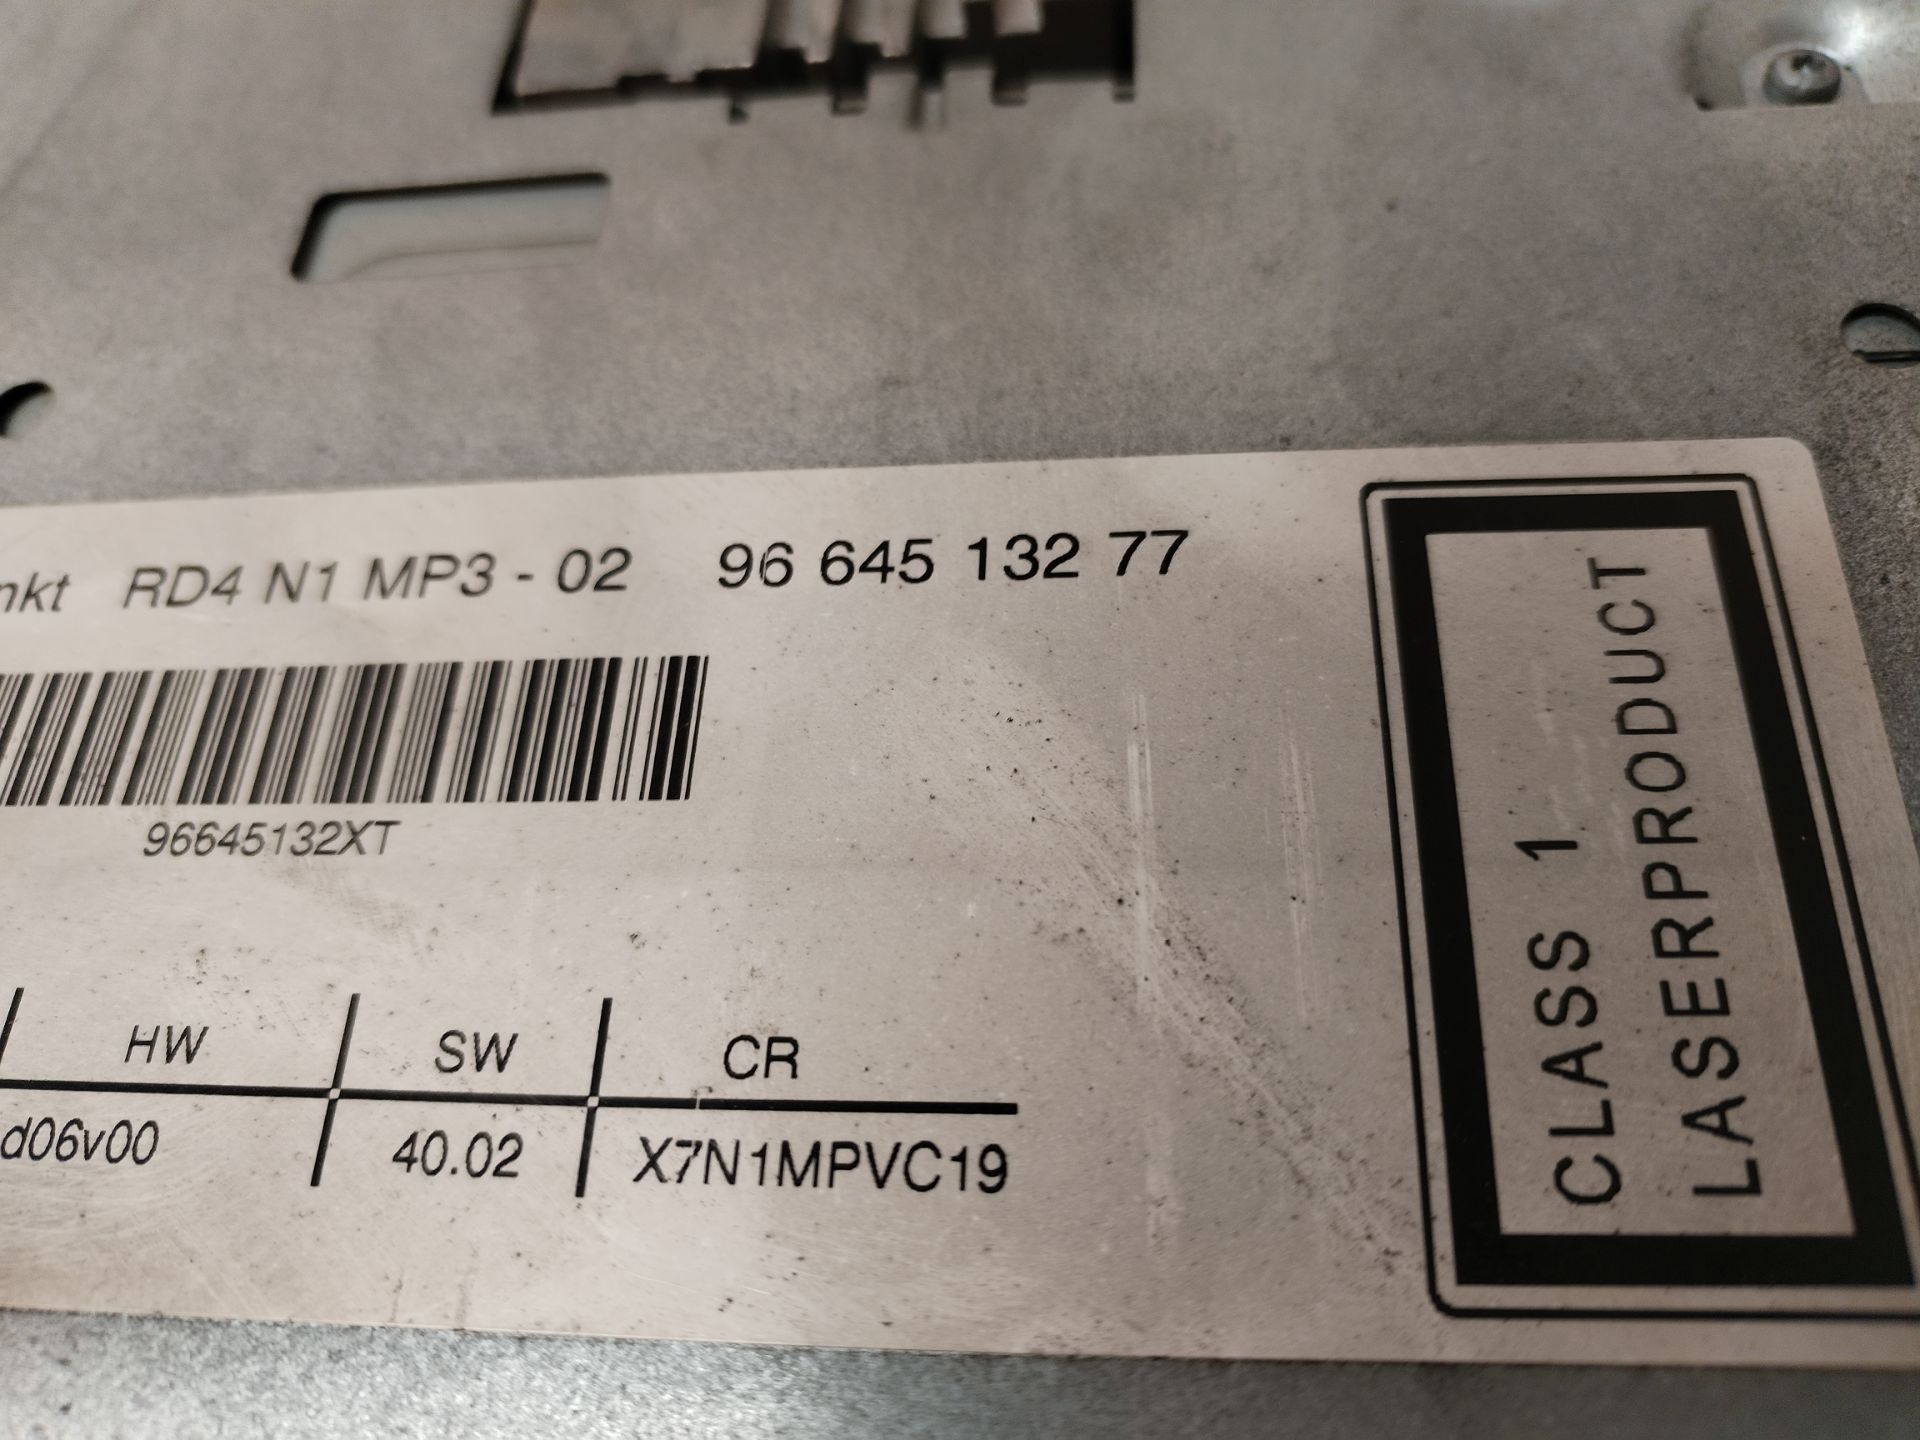 nkt RD4 N1 MP3 - 02 96 645 132 77
96645132XT
HW SW CR
d06v00 40.02 X7N1MPVC19
CLASS 1
LASERPRODUCT